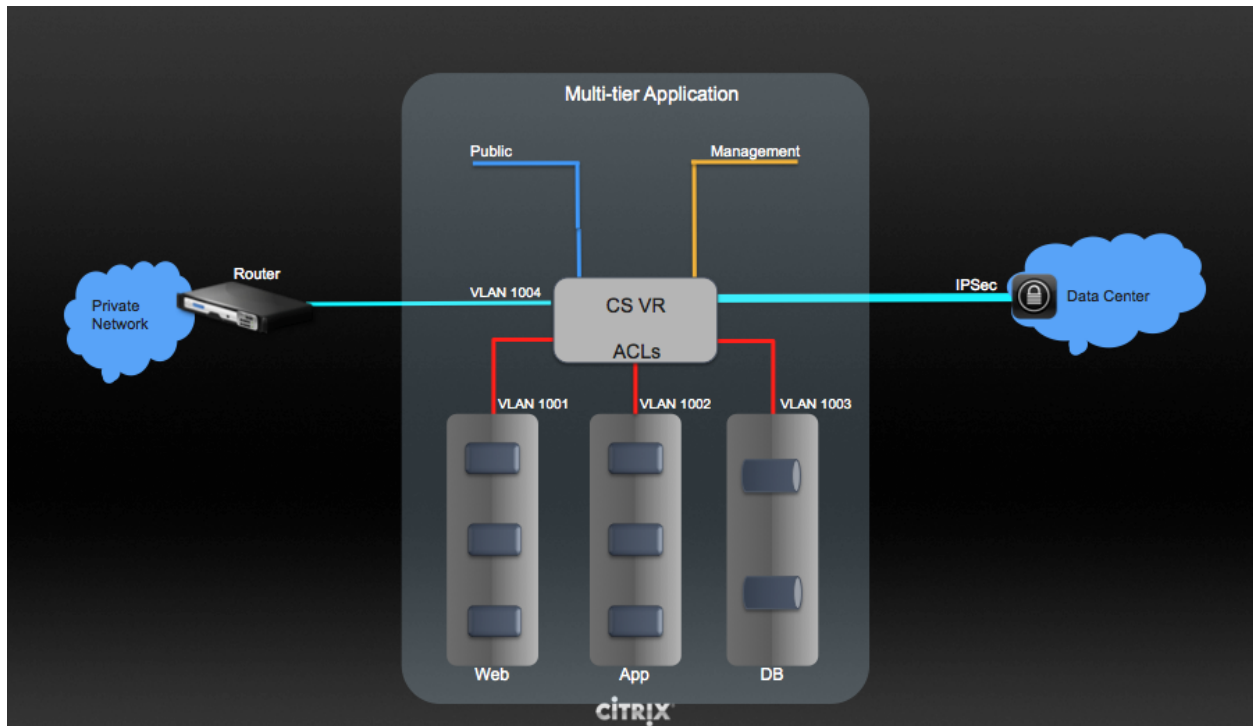 Multi-tier Application
Public
Management
Router
Private
Network
VLAN 1004
CS VR
ACLs
IPSec
Data Center
VLAN 1001
VLAN 1002
VLAN 1003
Web
App
DB
CITRIX